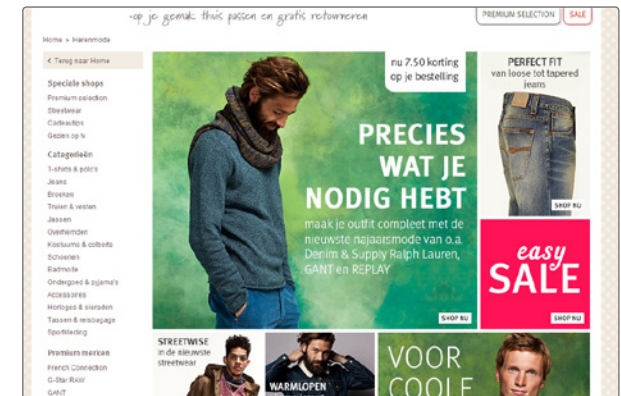 op je gemak thuis passen en gratis retourneren
PREMIUM SELECTION
SALE
Home > Herenmode
< Terug naar Home
Speciale shops
Premium selection
Streetwear
Cadeautips
Gezien op tv
Categorieën
T-shirts & polo's
Jeans
Broeken
Truien & vesten
Jassen
Overhemden
Kostuums & colberts
Schoenen
Badmode
Ondergoed & pyjama's
Accessoires
Horloges & sieraden
Tassen & reisbagage
Sportkleding
Premium merken
French Connection
G-Star RAW
GANT
nu 7.50 korting
op je bestelling
PRECIES
WAT JE
NODIG HEBT
maak je outfit compleet met de
nieuwste najaarsmode van o.a.
Denim & Supply Ralph Lauren,
GANT en REPLAY
SHOP NU
PERFECT FIT
van loose tot tapered
jeans
SHOP NU
easy
SALE
SHOP NU
STREETWISE
in de nieuwste
streetwear
WARMLOPEN
VOOR
COOLE